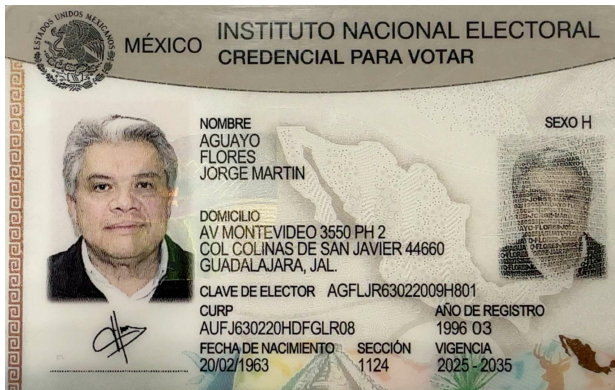 ESTADOS UNIDOS MEXICANOS
MÉXICO
INSTITUTO NACIONAL ELECTORAL
CREDENCIAL PARA VOTAR
NOMBRE
AGUAYO
FLORES
JORGE MARTIN
SEXO H
DOMICILIO
AV MONTEVIDEO 3550 PH 2
COL COLINAS DE SAN JAVIER 44660
GUADALAJARA, JAL.
CLAVE DE ELECTOR AGFLJR63022009H801
CURP AÑO DE REGISTRO
AUFJ630220HDFGLR08 1996 03
FECHA DE NACIMIENTO SECCIÓN VIGENCIA
20/02/1963 1124 2025 - 2035